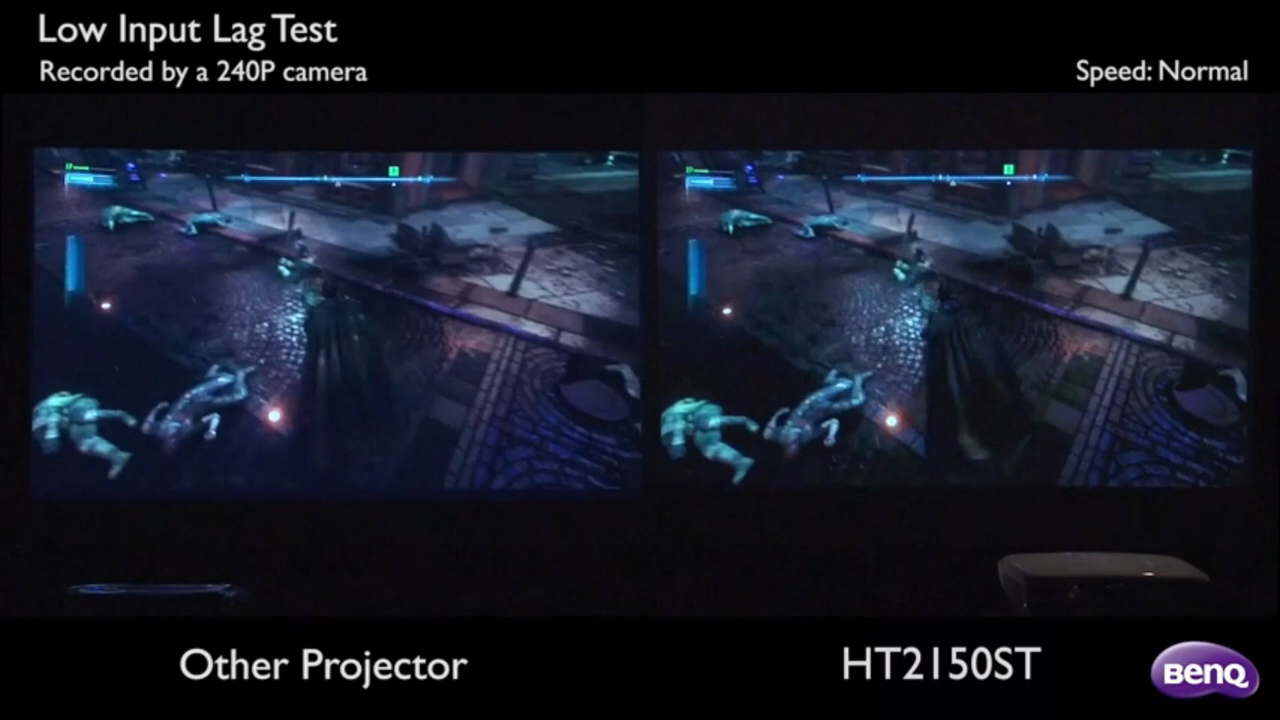 Low Input Lag Test
Recorded by a 240P camera
Speed: Normal
Other Projector
HT2150ST
BenQ